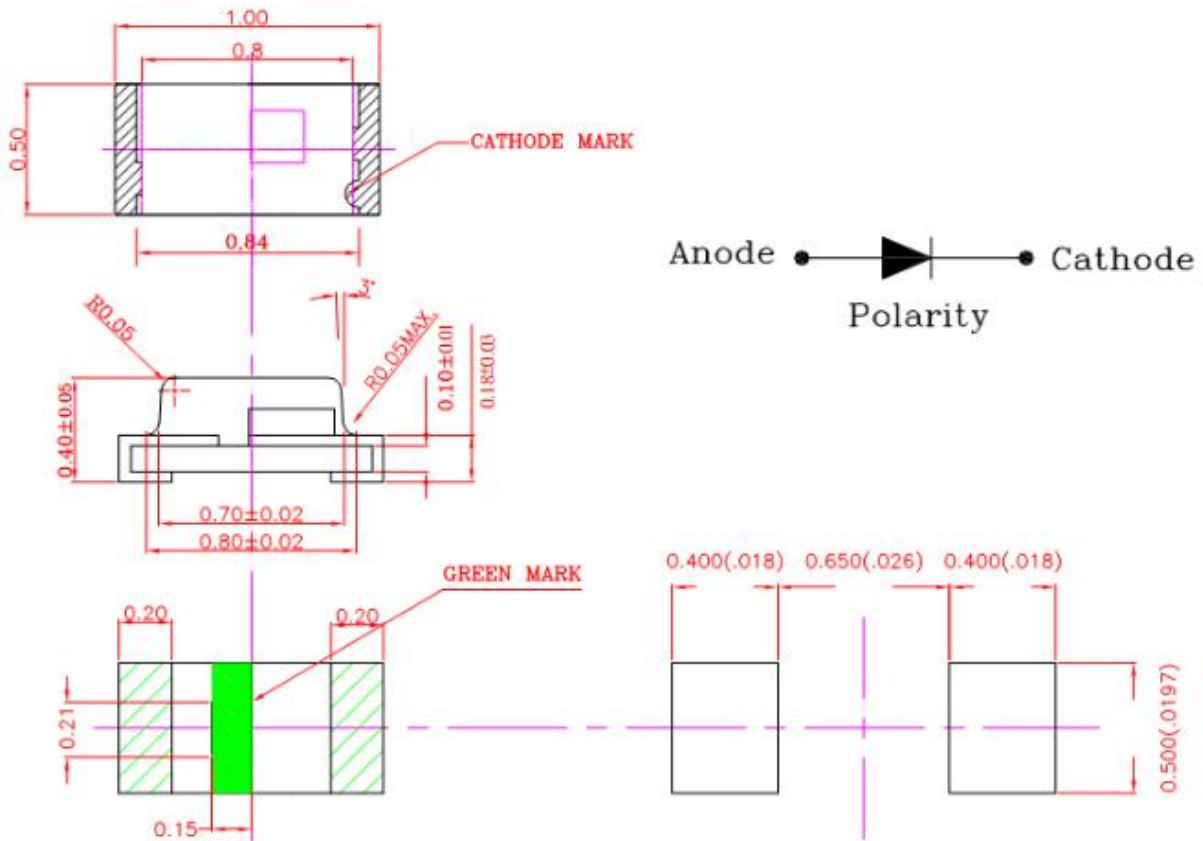 1.00
0.8
0.50
CATHODE MARK
0.84
Anode
Cathode
Polarity
3°
R0.05
R0.05MAX.
0.10±0.01
0.18±0.03
0.40±0.05
0.70±0.02
0.80±0.02
GREEN MARK
0.400(.018)
0.650(.026)
0.400(.018)
0.20
0.20
0.21
0.500(.0197)
0.15